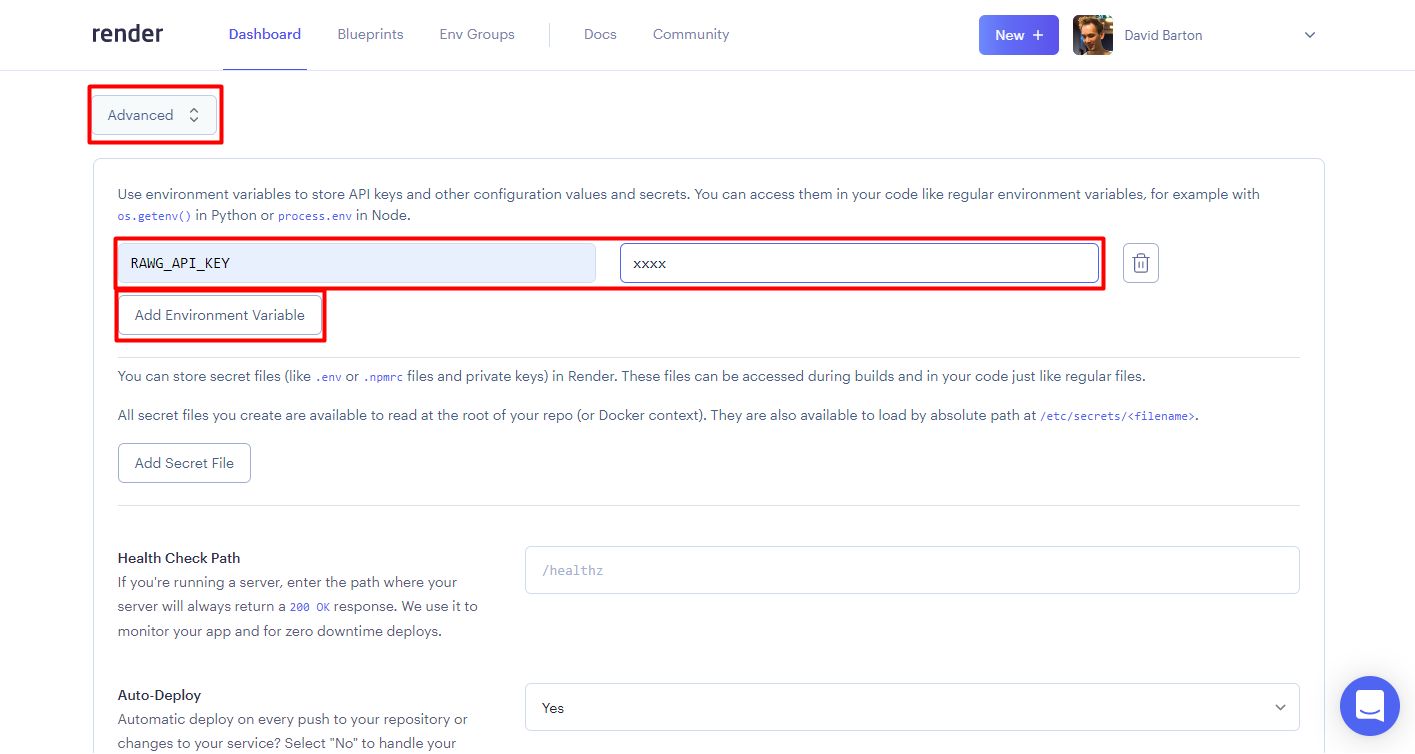 render Dashboard Blueprints Env Groups Docs Community New + David Barton
Advanced
Use environment variables to store API keys and other configuration values and secrets. You can access them in your code like regular environment variables, for example with
os.getenv() in Python or process.env in Node.
RAWG_API_KEY xxxx
Add Environment Variable
You can store secret files (like .env or .npmrc files and private keys) in Render. These files can be accessed during builds and in your code just like regular files.
All secret files you create are available to read at the root of your repo (or Docker context). They are also available to load by absolute path at /etc/secrets/<filename>.
Add Secret File
Health Check Path
/healthz
If you're running a server, enter the path where your
server will always return a 200 OK response. We use it to
monitor your app and for zero downtime deploys.
Auto-Deploy
Yes
Automatic deploy on every push to your repository or
changes to your service? Select "No" to handle your